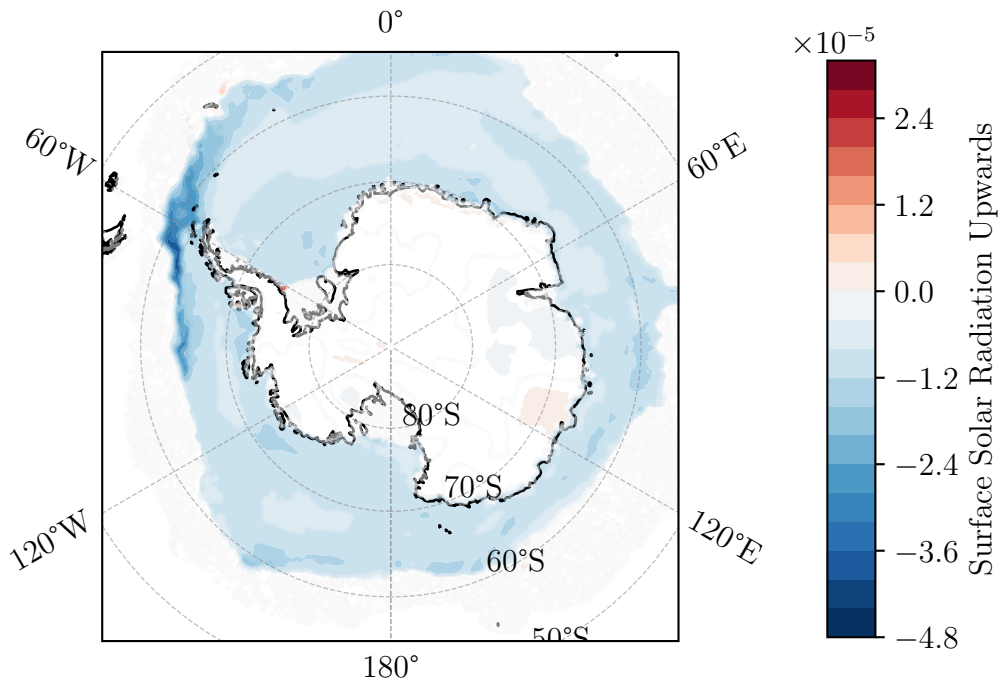 0°
×10⁻⁵
60°W
60°E
2.4
1.2
0.0
−1.2
−2.4
−3.6
−4.8
Surface Solar Radiation Upwards
80°S
70°S
60°S
50°S
120°W
120°E
180°